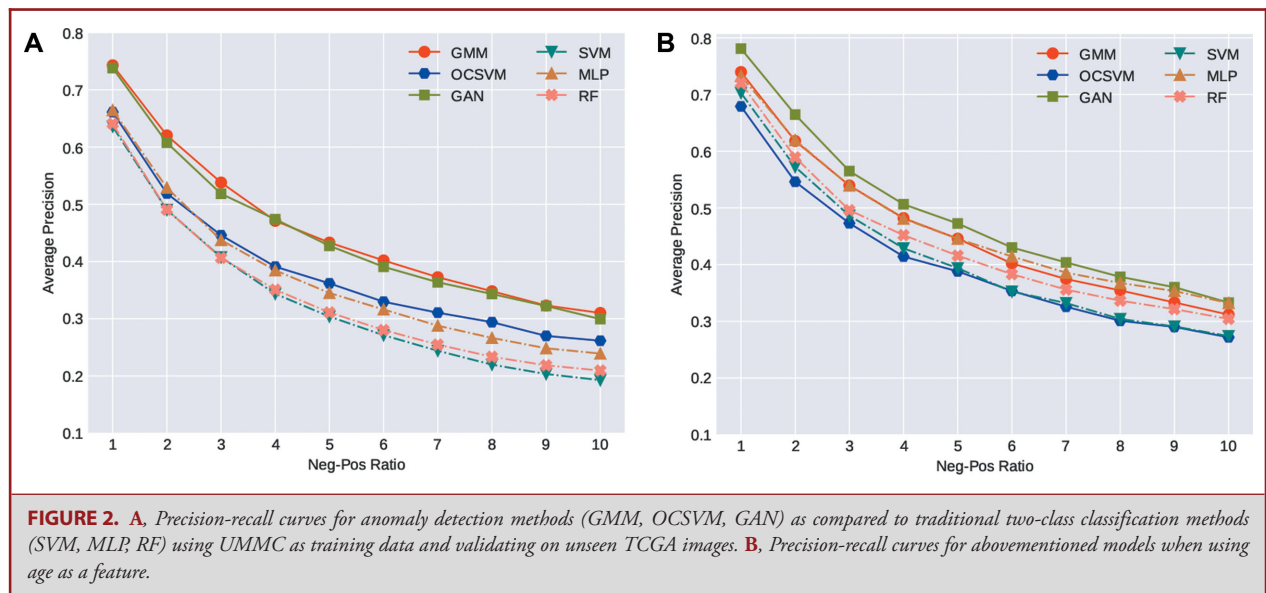 A
0.8
0.7
0.6
0.5
0.4
0.3
0.2
0.1
Average Precision
GMM
OCSVM
GAN
SVM
MLP
RF
1 2 3 4 5 6 7 8 9 10
Neg-Pos Ratio
B
0.8
0.7
0.6
0.5
0.4
0.3
0.2
0.1
Average Precision
GMM
OCSVM
GAN
SVM
MLP
RF
1 2 3 4 5 6 7 8 9 10
Neg-Pos Ratio
FIGURE 2. A, Precision-recall curves for anomaly detection methods (GMM, OCSVM, GAN) as compared to traditional two-class classification methods
(SVM, MLP, RF) using UMMC as training data and validating on unseen TCGA images. B, Precision-recall curves for abovementioned models when using
age as a feature.